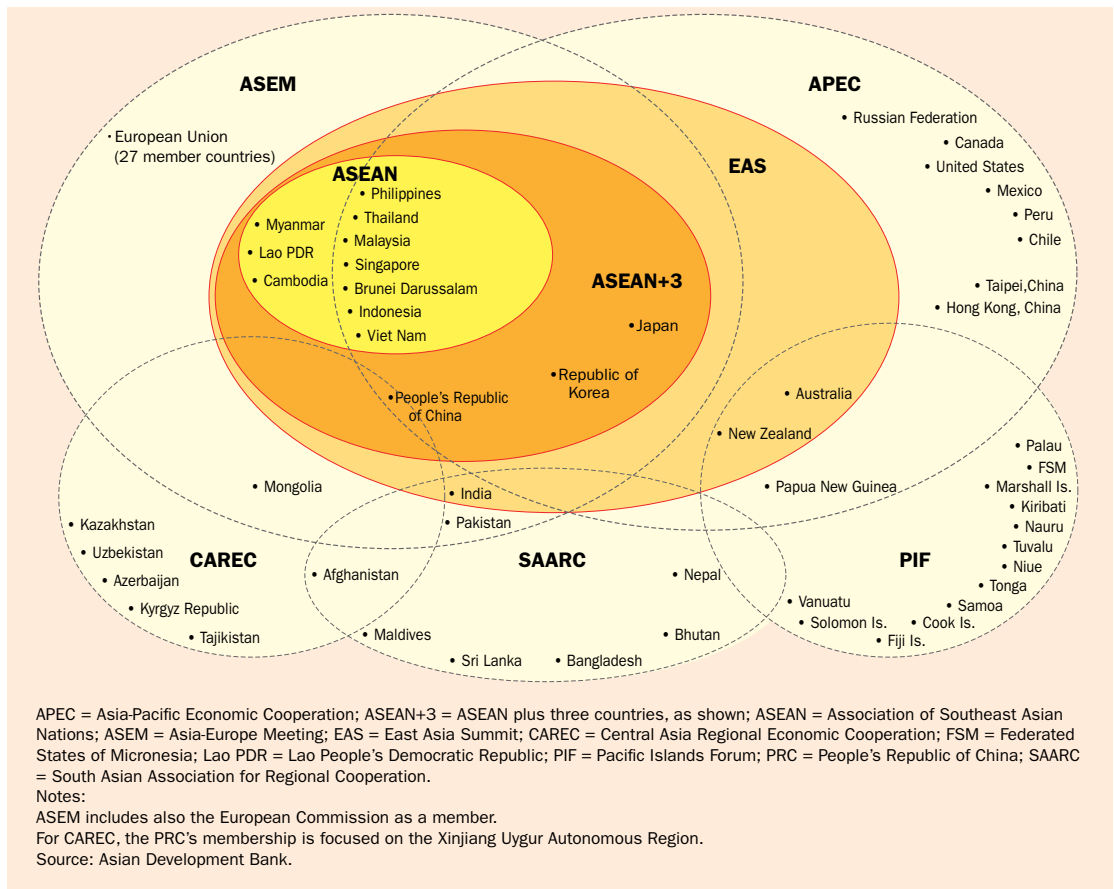 ASEM
APEC
• Russian Federation
• European Union
(27 member countries)
• Canada
EAS
• United States
ASEAN
• Mexico
• Philippines
• Peru
• Myanmar
• Thailand
• Chile
• Malaysia
• Lao PDR
• Singapore
ASEAN+3
• Cambodia
• Brunei Darussalam
• Taipei,China
• Indonesia
• Hong Kong, China
• Viet Nam
• Japan
• Republic of
Korea
• People’s Republic
of China
• Australia
• New Zealand
• Palau
• FSM
• Mongolia
• India
• Papua New Guinea
• Marshall Is.
• Kiribati
• Kazakhstan
• Pakistan
• Nauru
• Uzbekistan
CAREC
SAARC
PIF
• Tuvalu
• Niue
• Azerbaijan
• Afghanistan
• Nepal
• Tonga
• Kyrgyz Republic
• Vanuatu
• Samoa
• Solomon Is.
• Cook Is.
• Tajikistan
• Maldives
• Bhutan
• Fiji Is.
• Sri Lanka
• Bangladesh
APEC = Asia-Pacific Economic Cooperation; ASEAN+3 = ASEAN plus three countries, as shown; ASEAN = Association of Southeast Asian
Nations; ASEM = Asia-Europe Meeting; EAS = East Asia Summit; CAREC = Central Asia Regional Economic Cooperation; FSM = Federated
States of Micronesia; Lao PDR = Lao People’s Democratic Republic; PIF = Pacific Islands Forum; PRC = People’s Republic of China; SAARC
= South Asian Association for Regional Cooperation.
Notes:
ASEM includes also the European Commission as a member.
For CAREC, the PRC’s membership is focused on the Xinjiang Uygur Autonomous Region.
Source: Asian Development Bank.